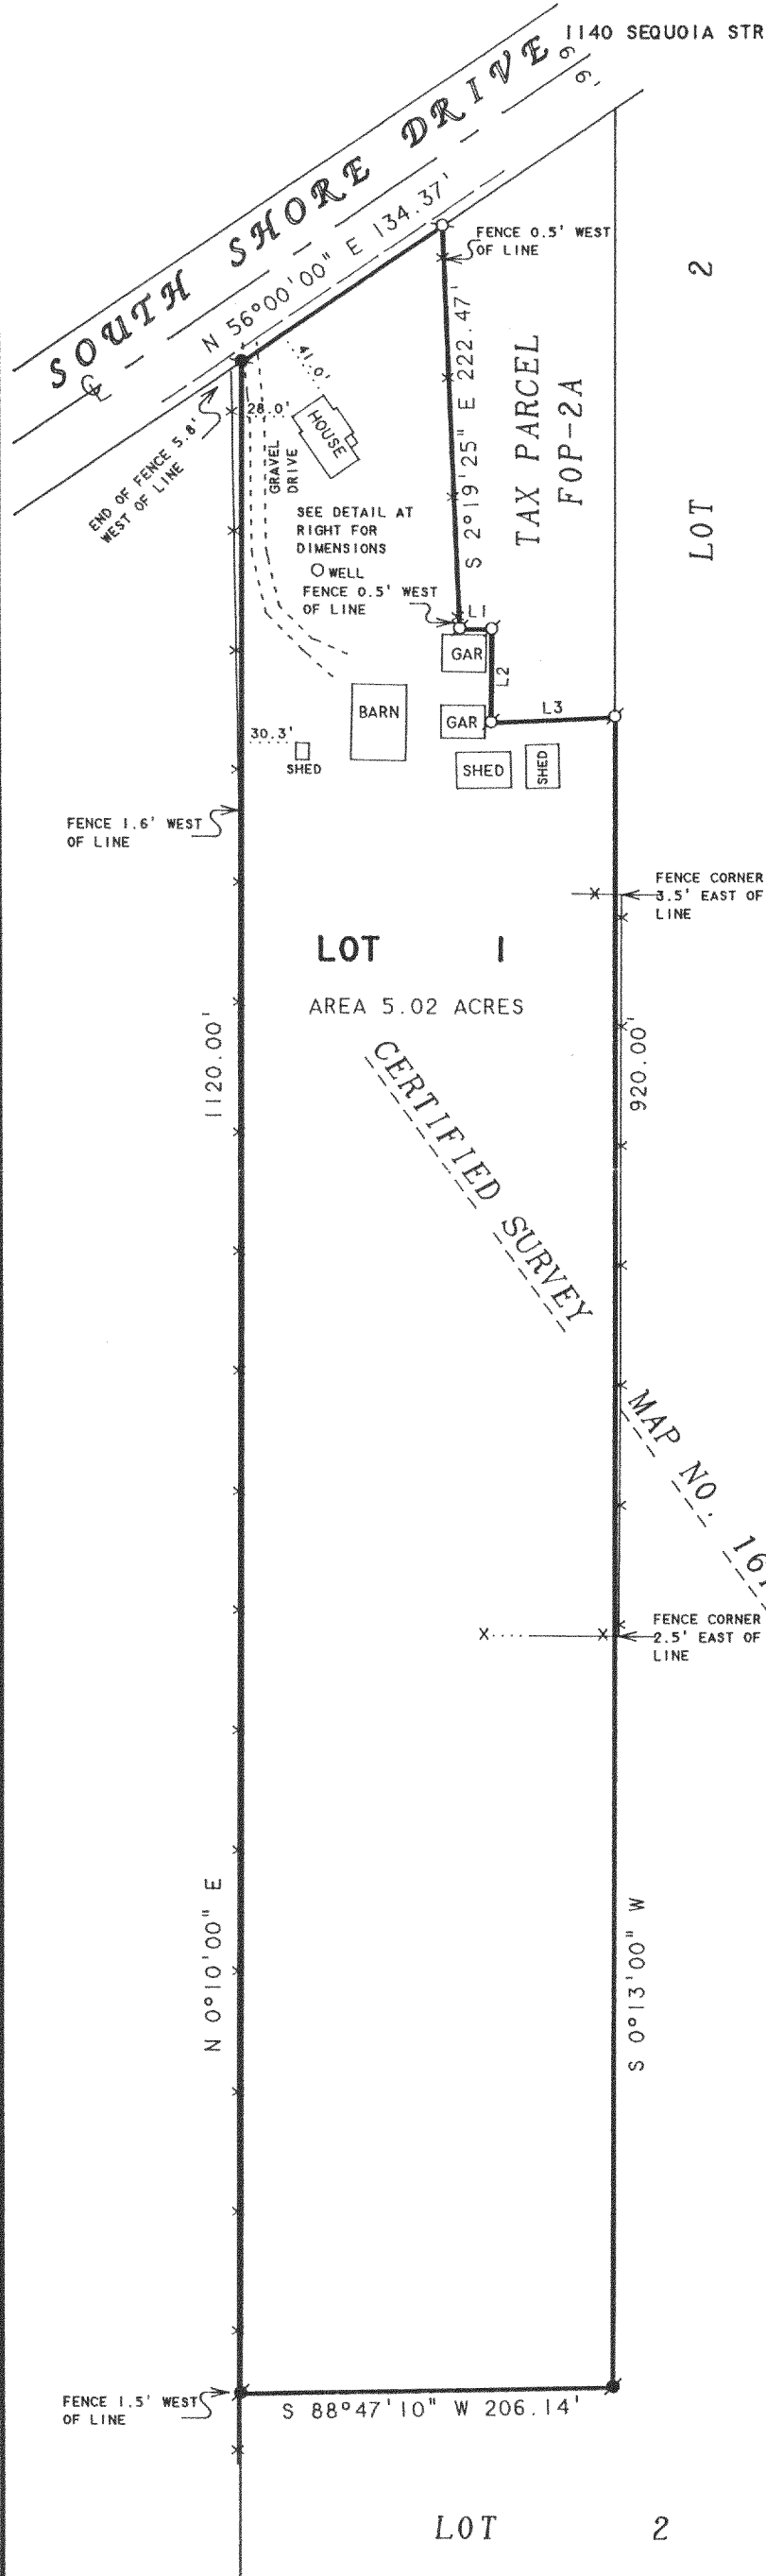 1140 SEQUOIA STR
SOUTH SHORE DRIVE
66'
N 56°00'00" E 134.37'
FENCE 0.5' WEST
OF LINE
2
41.0'
28.0'
HOUSE
GRAVEL
DRIVE
S 2°19'25" E 222.47'
TAX PARCEL
FOP-2A
END OF FENCE 5.8'
WEST OF LINE
LOT
SEE DETAIL AT
RIGHT FOR
DIMENSIONS
WELL
FENCE 0.5' WEST
OF LINE
L1
GAR
L2
BARN
GAR
L3
30.3'
SHED
SHED
SHED
FENCE 1.6' WEST
OF LINE
FENCE CORNER
3.5' EAST OF
LINE
LOT 1
AREA 5.02 ACRES
1120.00'
920.00'
CERTIFIED SURVEY
MAP NO. 161
FENCE CORNER
2.5' EAST OF
LINE
N 0°10'00" E
S 0°13'00" W
FENCE 1.5' WEST
OF LINE
S 88°47'10" W 206.14'
LOT 2